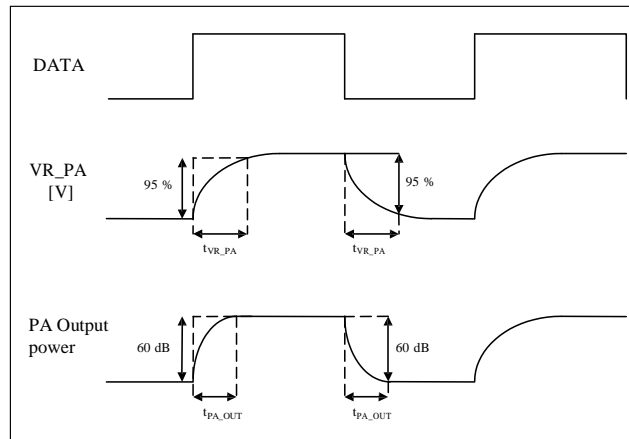 DATA
VR_PA
[V]
95 %
95 %
tVR_PA
tVR_PA
PA Output
power
60 dB
60 dB
tPA_OUT
tPA_OUT